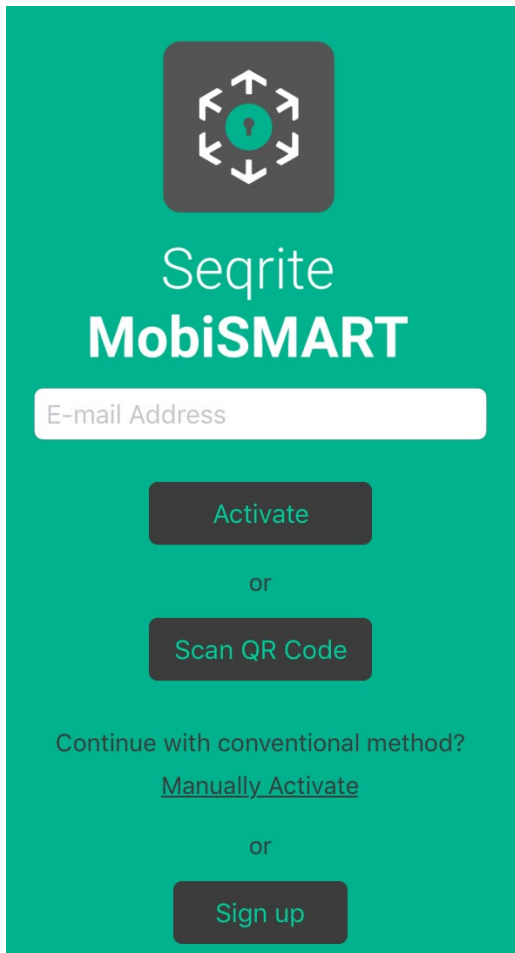 Seqrite
MobiSMART
E-mail Address
Activate
or
Scan QR Code
Continue with conventional method?
Manually Activate
or
Sign up